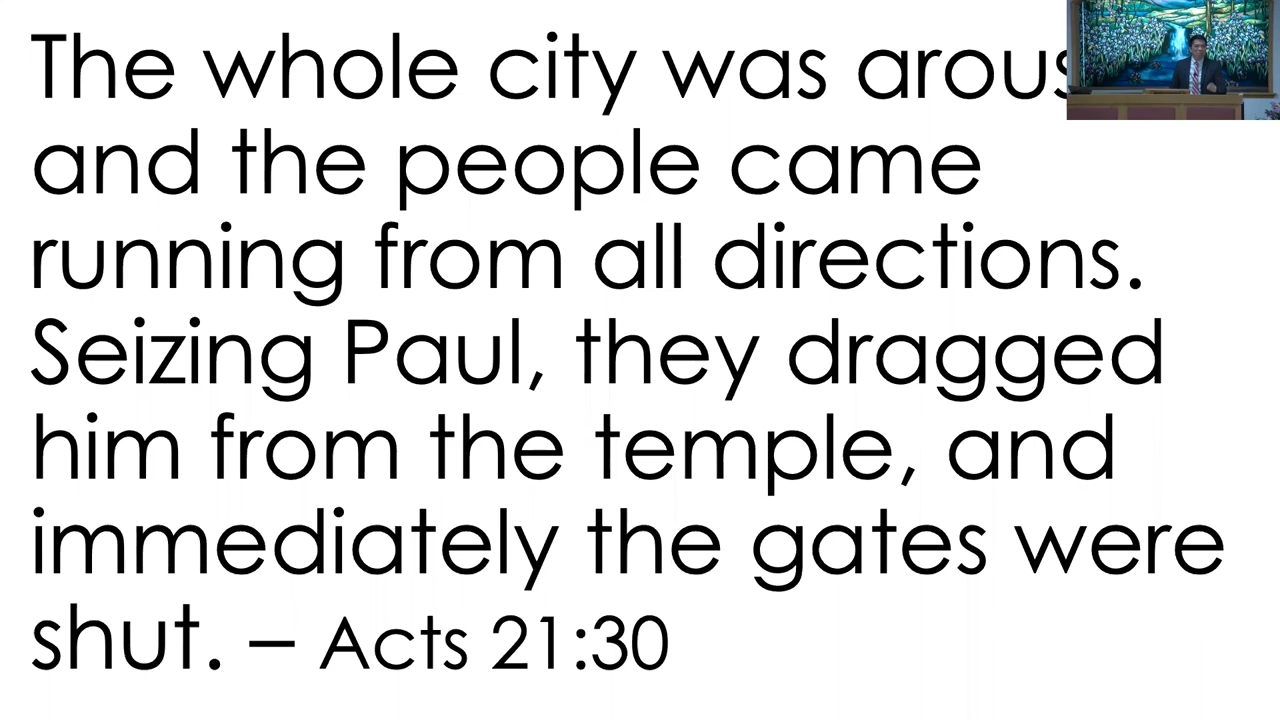 The whole city was
and the people came
running from all directions.
Seizing Paul, they dragged
him from the temple, and
immediately the gates were
shut. – Acts 21:30